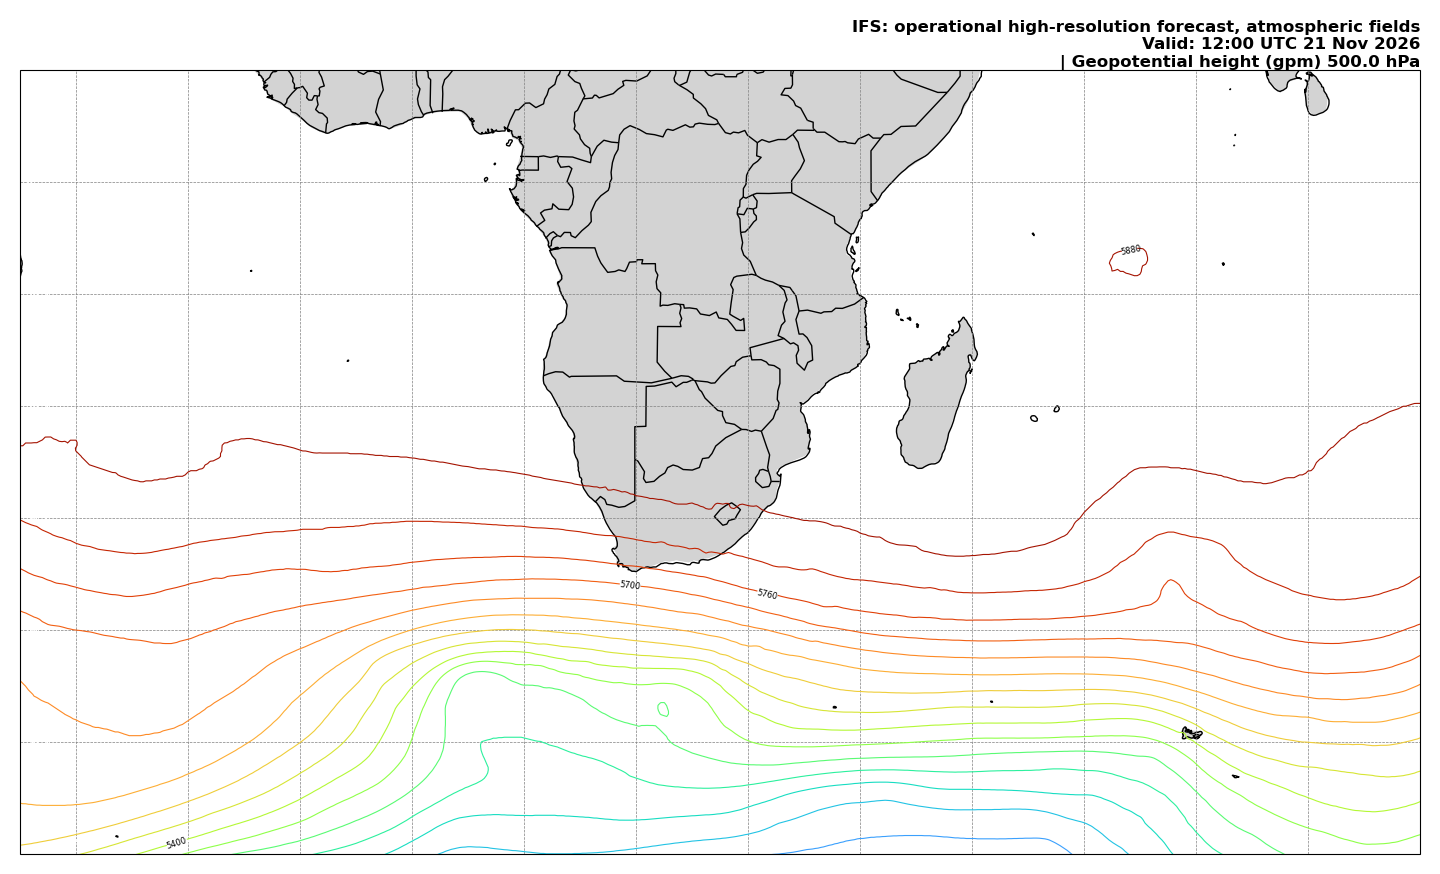 IFS: operational high-resolution forecast, atmospheric fields
Valid: 12:00 UTC 21 Nov 2026
| Geopotential height (gpm) 500.0 hPa
5880
5700
5760
5400